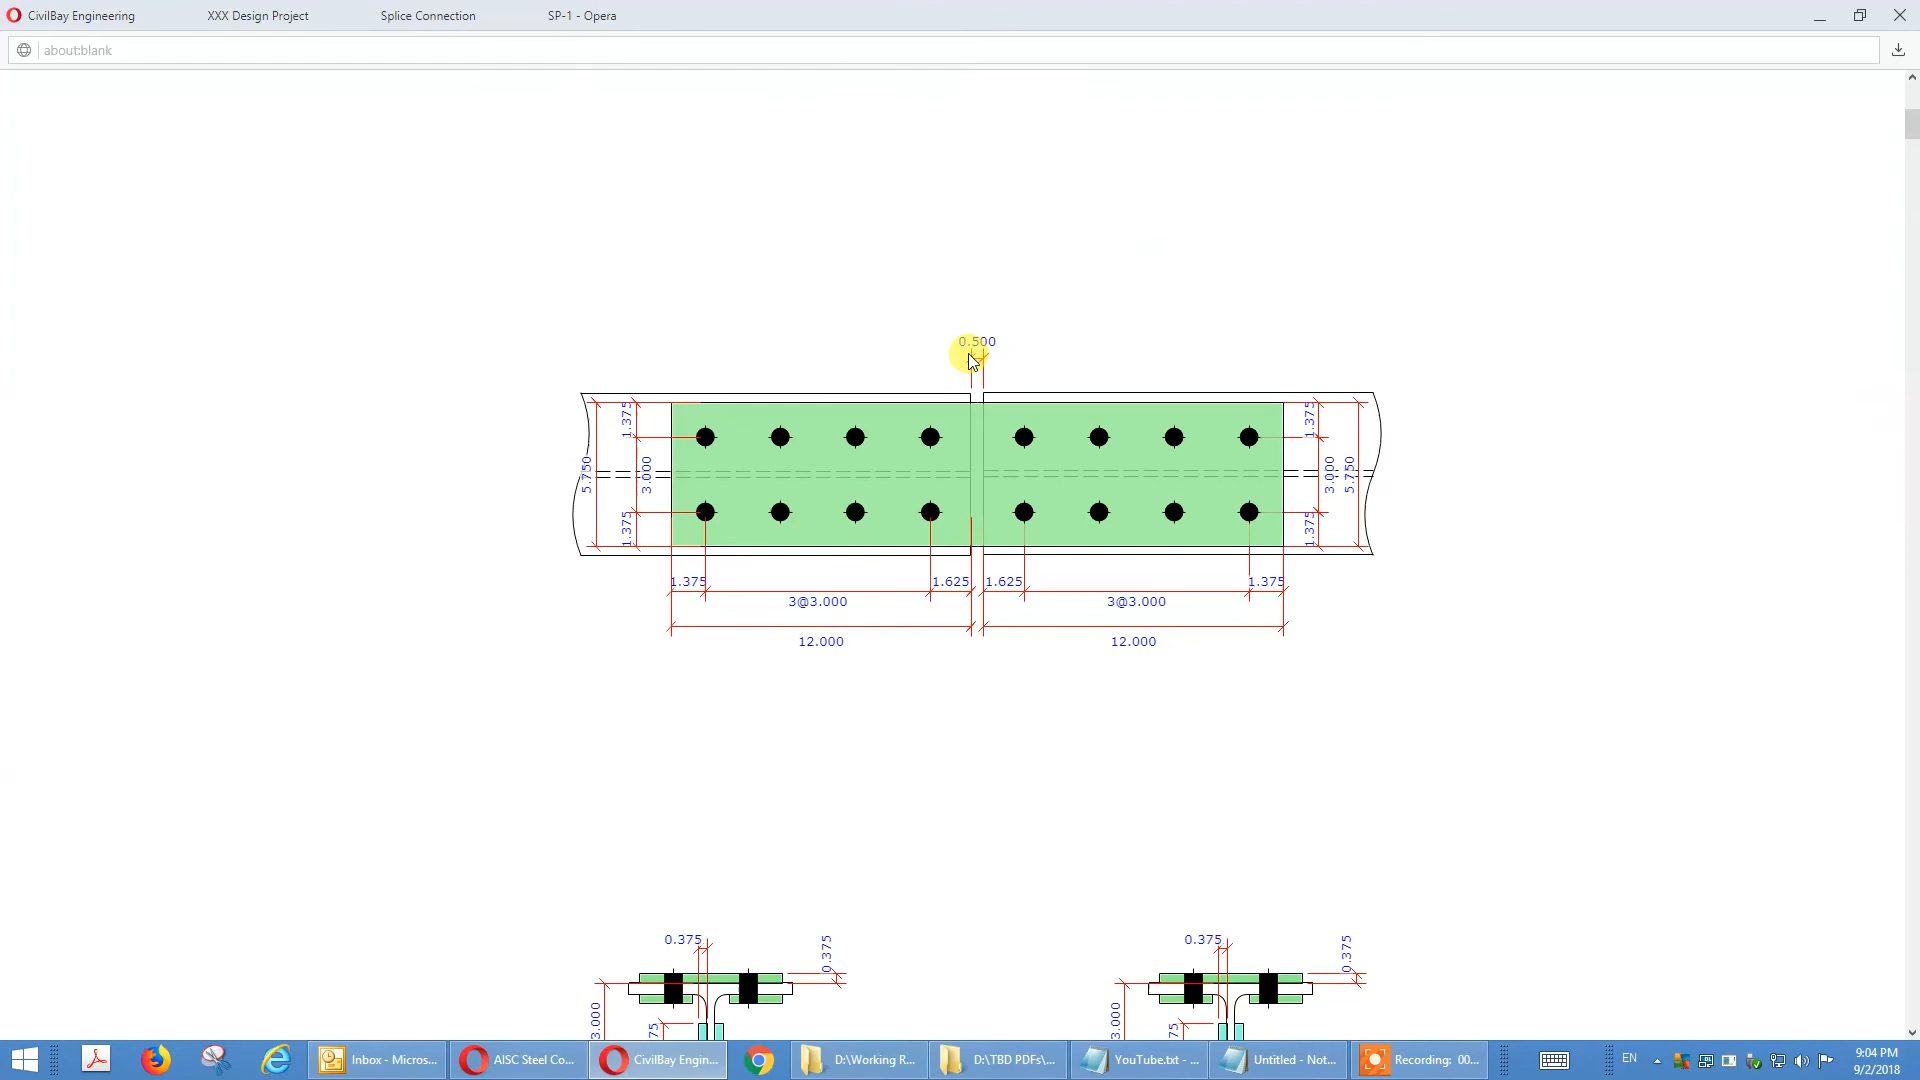 CivilBay Engineering XXX Design Project Splice Connection SP-1 - Opera
about:blank
0.500
1.375 1.375
5.750 3.000 3.000 5.750
1.375 1.375
1.375 1.625 1.625 1.375
3@3.000 3@3.000
12.000 12.000
0.375 0.375 0.375 0.375
3.000 75 3.000 75
Inbox - Micros... AISC Steel Co... CivilBay Engin... D:\Working R... D:\TBD PDFs\... YouTube.txt - ... Untitled - Not... Recording: 00... EN 9:04 PM
9/2/2018